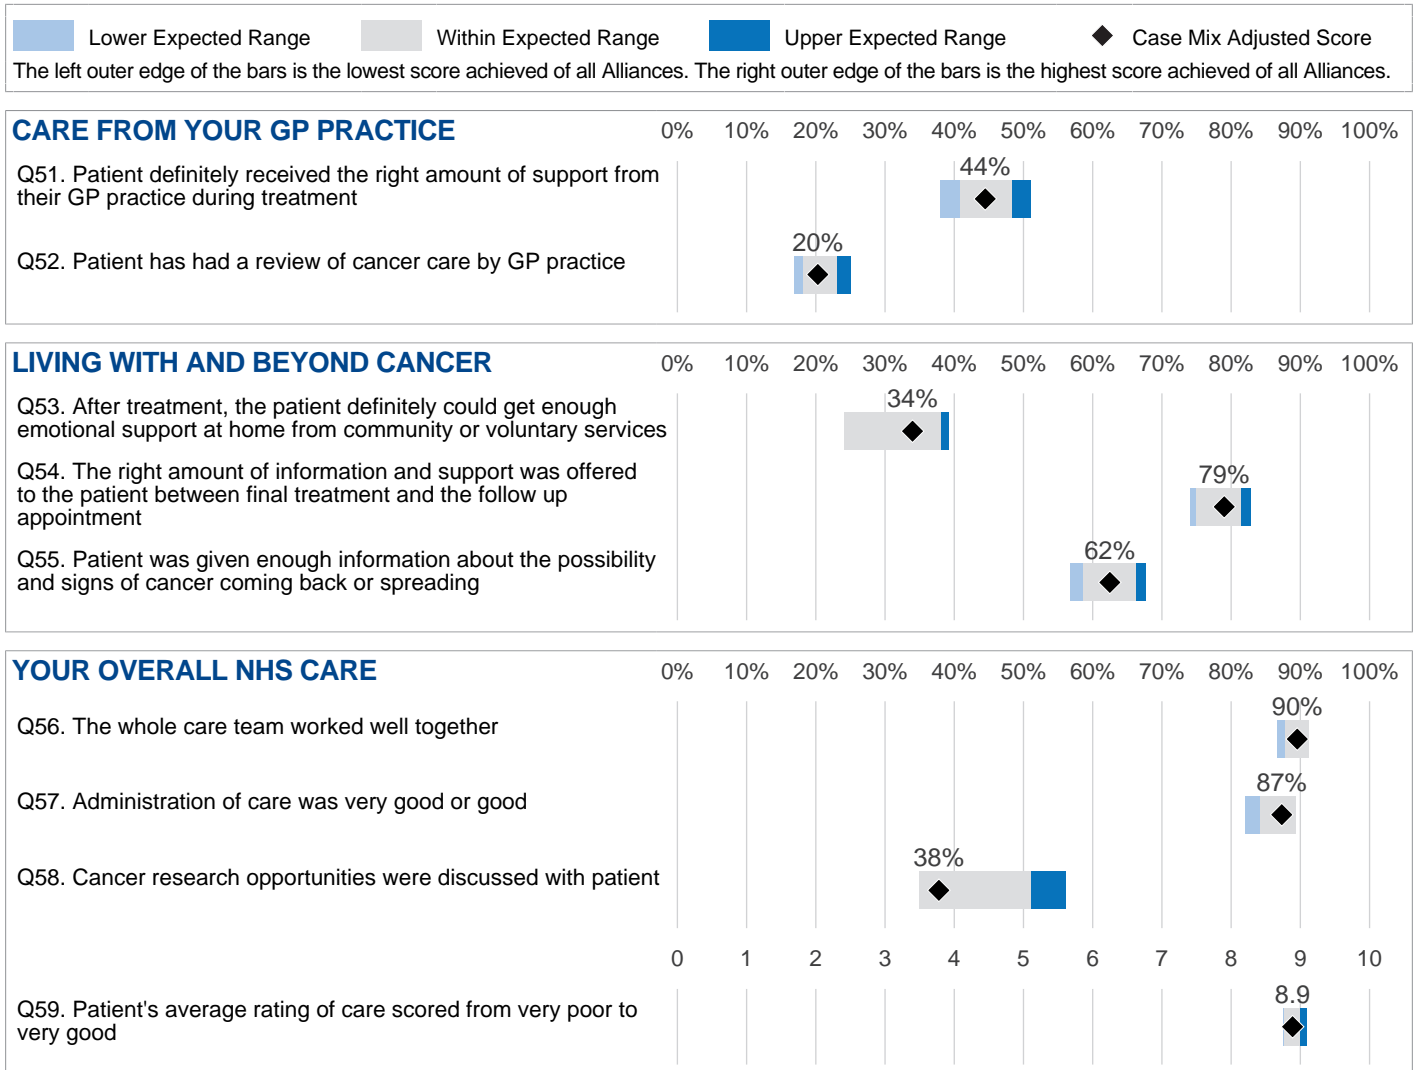 Lower Expected Range Within Expected Range Upper Expected Range Case Mix Adjusted Score
The left outer edge of the bars is the lowest score achieved of all Alliances. The right outer edge of the bars is the highest score achieved of all Alliances.
CARE FROM YOUR GP PRACTICE 0% 10% 20% 30% 40% 50% 60% 70% 80% 90% 100%
Q51. Patient definitely received the right amount of support from
their GP practice during treatment
44%
Q52. Patient has had a review of cancer care by GP practice
20%
LIVING WITH AND BEYOND CANCER 0% 10% 20% 30% 40% 50% 60% 70% 80% 90% 100%
Q53. After treatment, the patient definitely could get enough
emotional support at home from community or voluntary services
34%
Q54. The right amount of information and support was offered
to the patient between final treatment and the follow up
appointment
79%
Q55. Patient was given enough information about the possibility
and signs of cancer coming back or spreading
62%
YOUR OVERALL NHS CARE 0% 10% 20% 30% 40% 50% 60% 70% 80% 90% 100%
Q56. The whole care team worked well together
90%
Q57. Administration of care was very good or good
87%
Q58. Cancer research opportunities were discussed with patient
38%
0 1 2 3 4 5 6 7 8 9 10
Q59. Patient's average rating of care scored from very poor to
very good
8.9